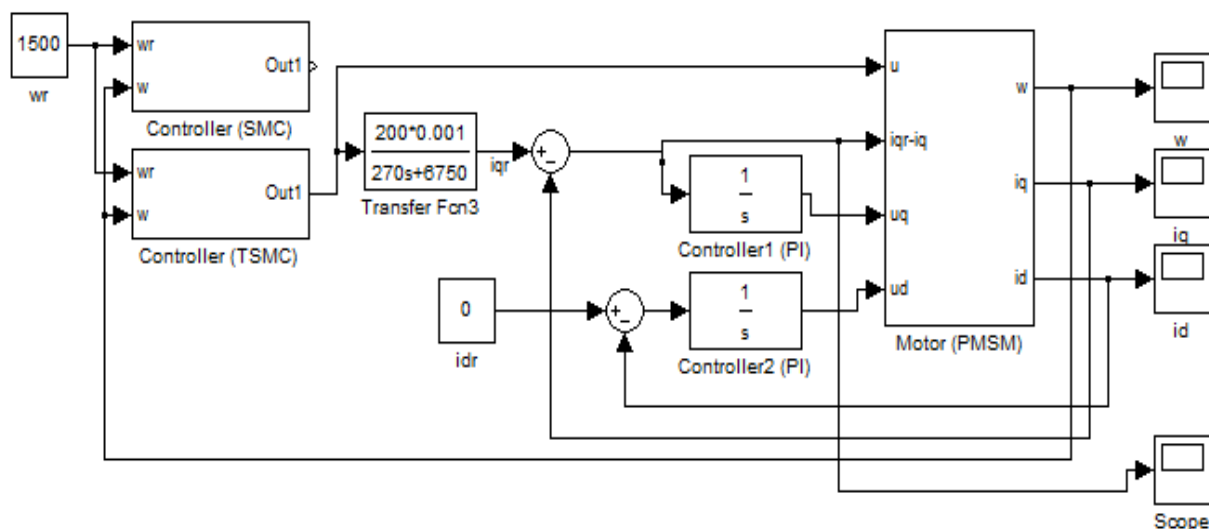 1500
wr
wr
w
Out1
Controller (SMC)
wr
w
Out1
Controller (TSMC)
200*0.001
270s+6750
Transfer Fcn3
iqr
+
−
1
s
Controller1 (PI)
0
idr
+
−
1
s
Controller2 (PI)
u
iqr-iq
uq
ud
w
iq
id
Motor (PMSM)
w
iq
id
Scope